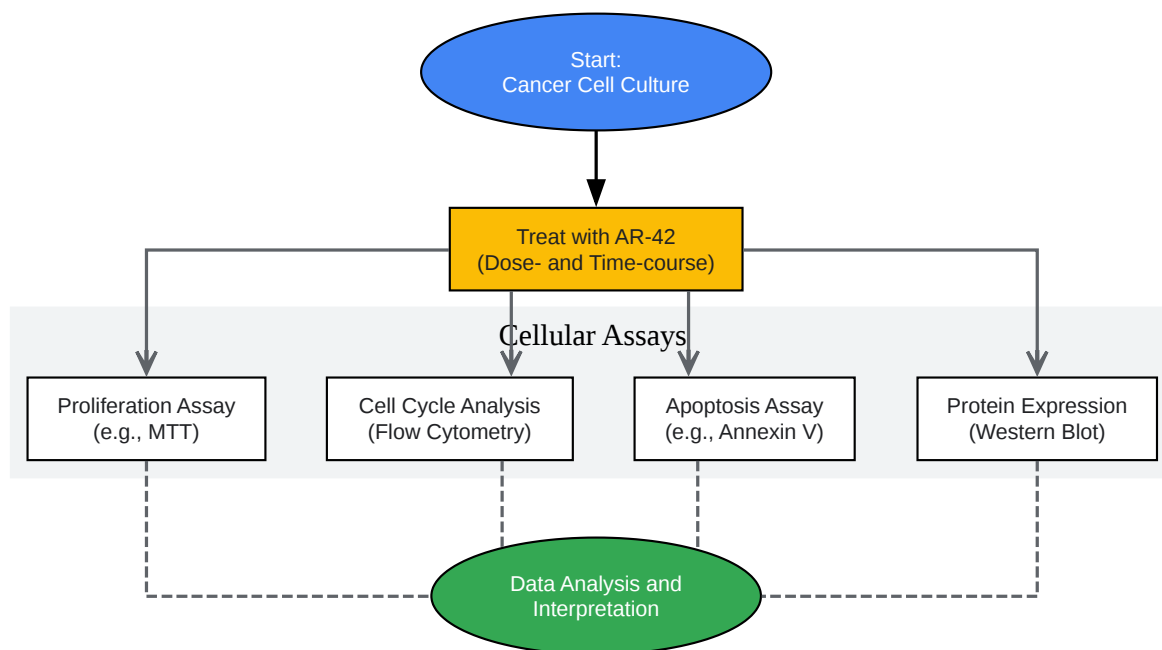 Start:
Cancer Cell Culture
Treat with AR-42
(Dose- and Time-course)
Cellular Assays
Proliferation Assay
(e.g., MTT)
Cell Cycle Analysis
(Flow Cytometry)
Apoptosis Assay
(e.g., Annexin V)
Protein Expression
(Western Blot)
Data Analysis and
Interpretation